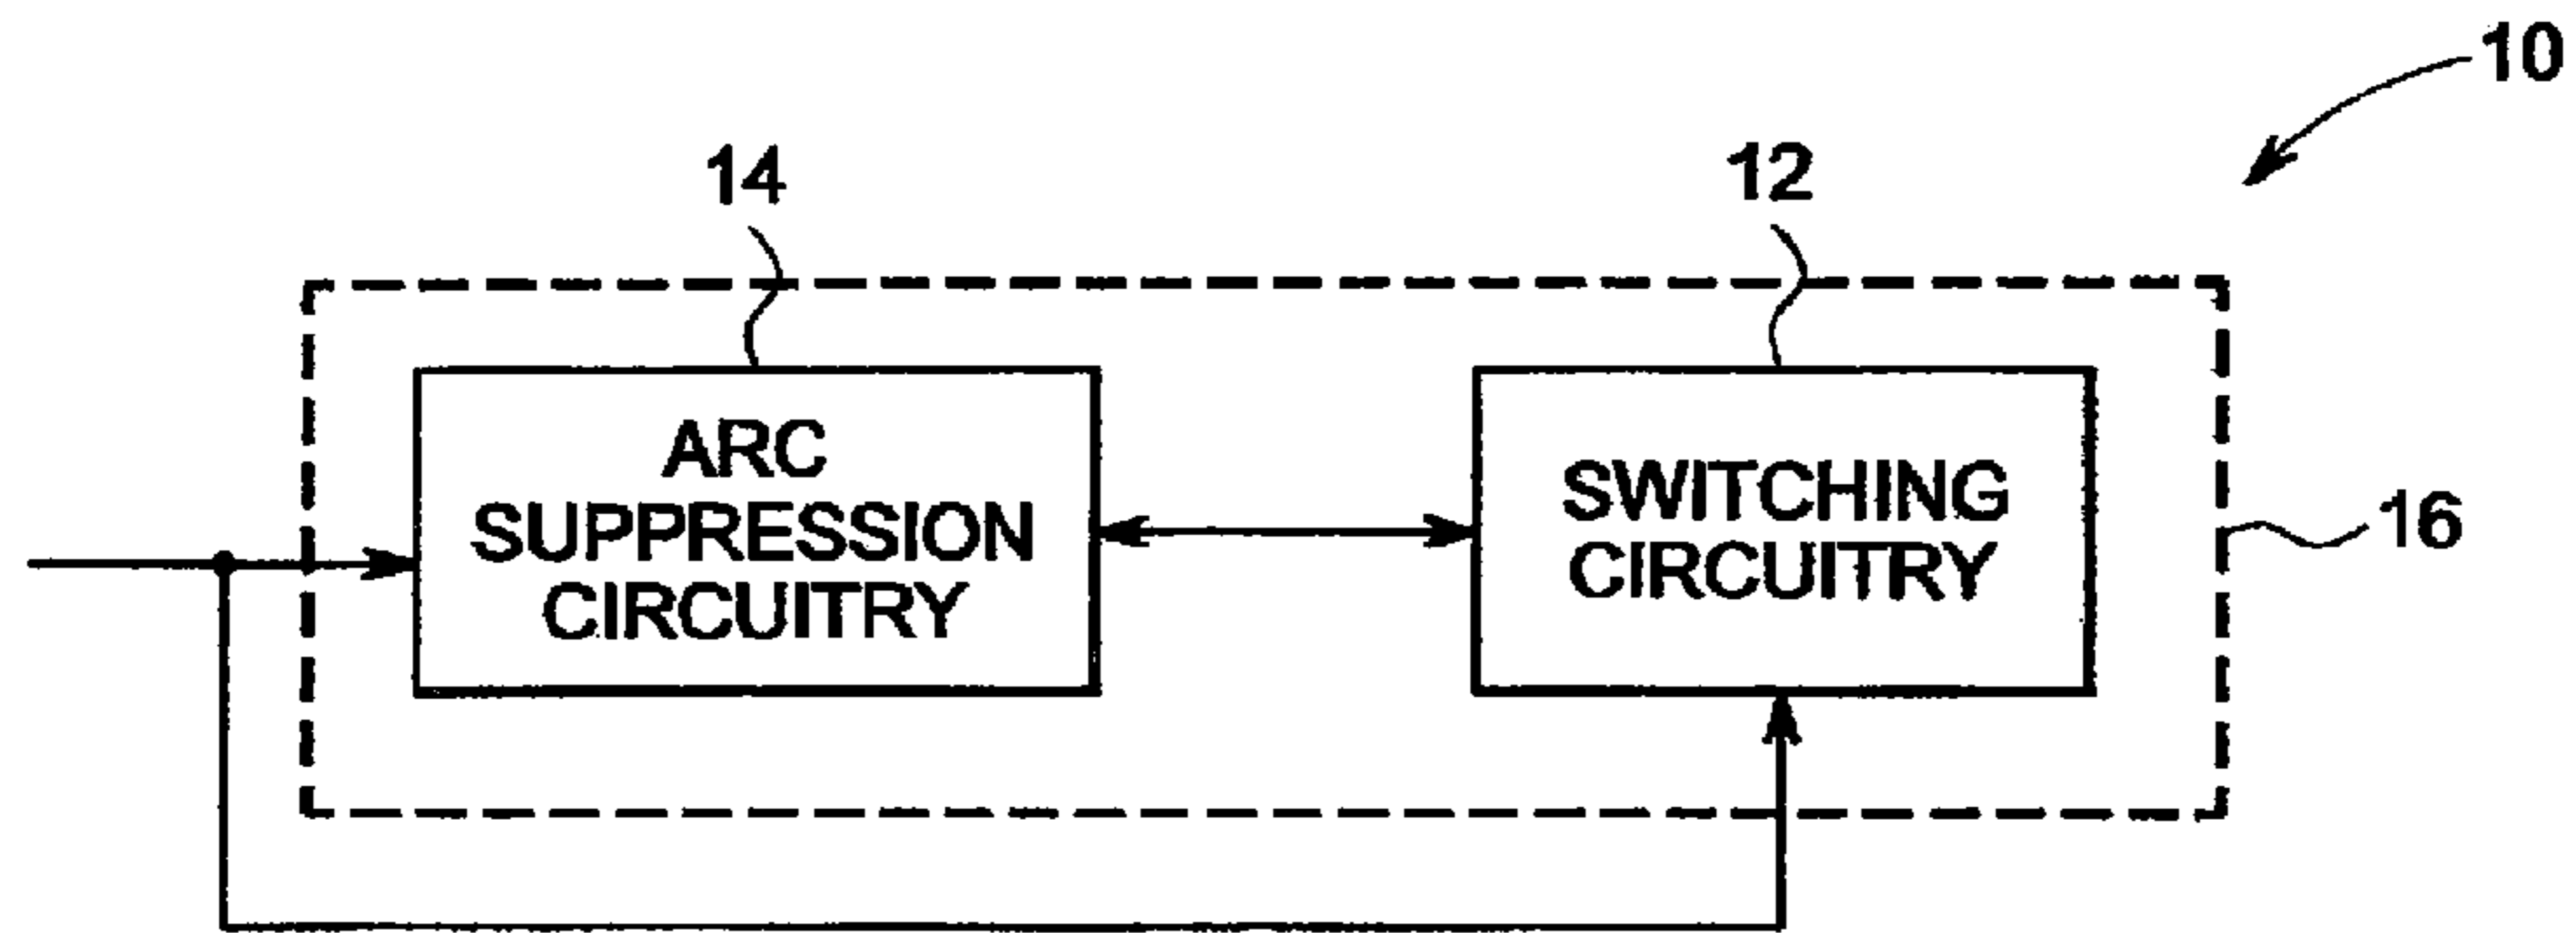 10
14
12
ARC
SUPPRESSION
CIRCUITRY
SWITCHING
CIRCUITRY
16